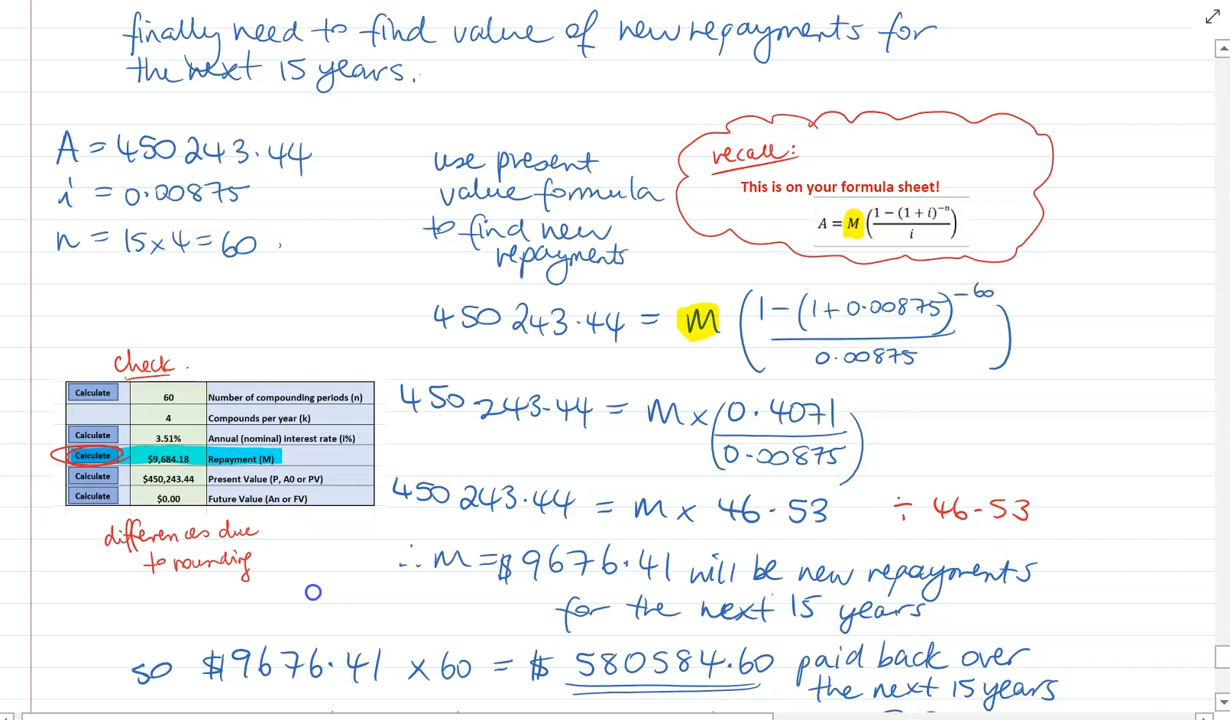 finally need to find value of new repayments for
the next 15 years.
A = 450 243.44
i = 0.00875
n = 15 x 4 = 60
use present
value formula
to find new
repayments
recall:
This is on your formula sheet!
A = M (1 − (1 + i)^−n / i)
450 243.44 = M (1 − (1 + 0.00875)^−60 / 0.00875)
check.
Calculate 60 Number of compounding periods (n)
4 Compounds per year (k)
Calculate 3.51% Annual (nominal) interest rate (i%)
Calculate $9,684.18 Repayment (M)
Calculate $450,243.44 Present Value (P, A0 or PV)
Calculate $0.00 Future Value (An or FV)
differences due
to rounding
450 243.44 = M x (0.4071 / 0.00875)
450 243.44 = M x 46.53 ÷ 46.53
∴ M = $9676.41 will be new repayments
for the next 15 years
so $9676.41 x 60 = $ 580584.60 paid back over
the next 15 years